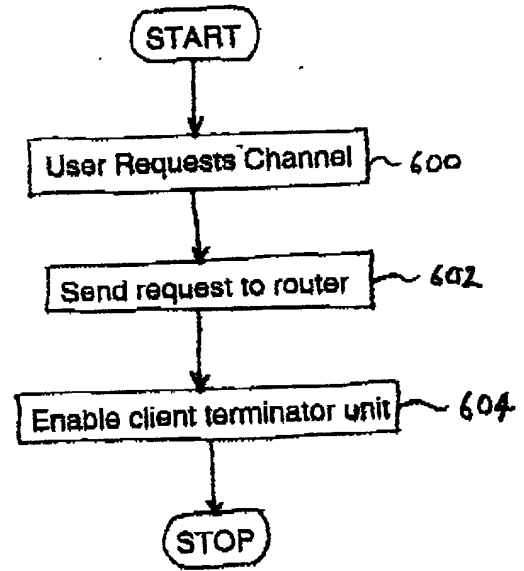 START
User Requests Channel 600
Send request to router 602
Enable client terminator unit 604
STOP